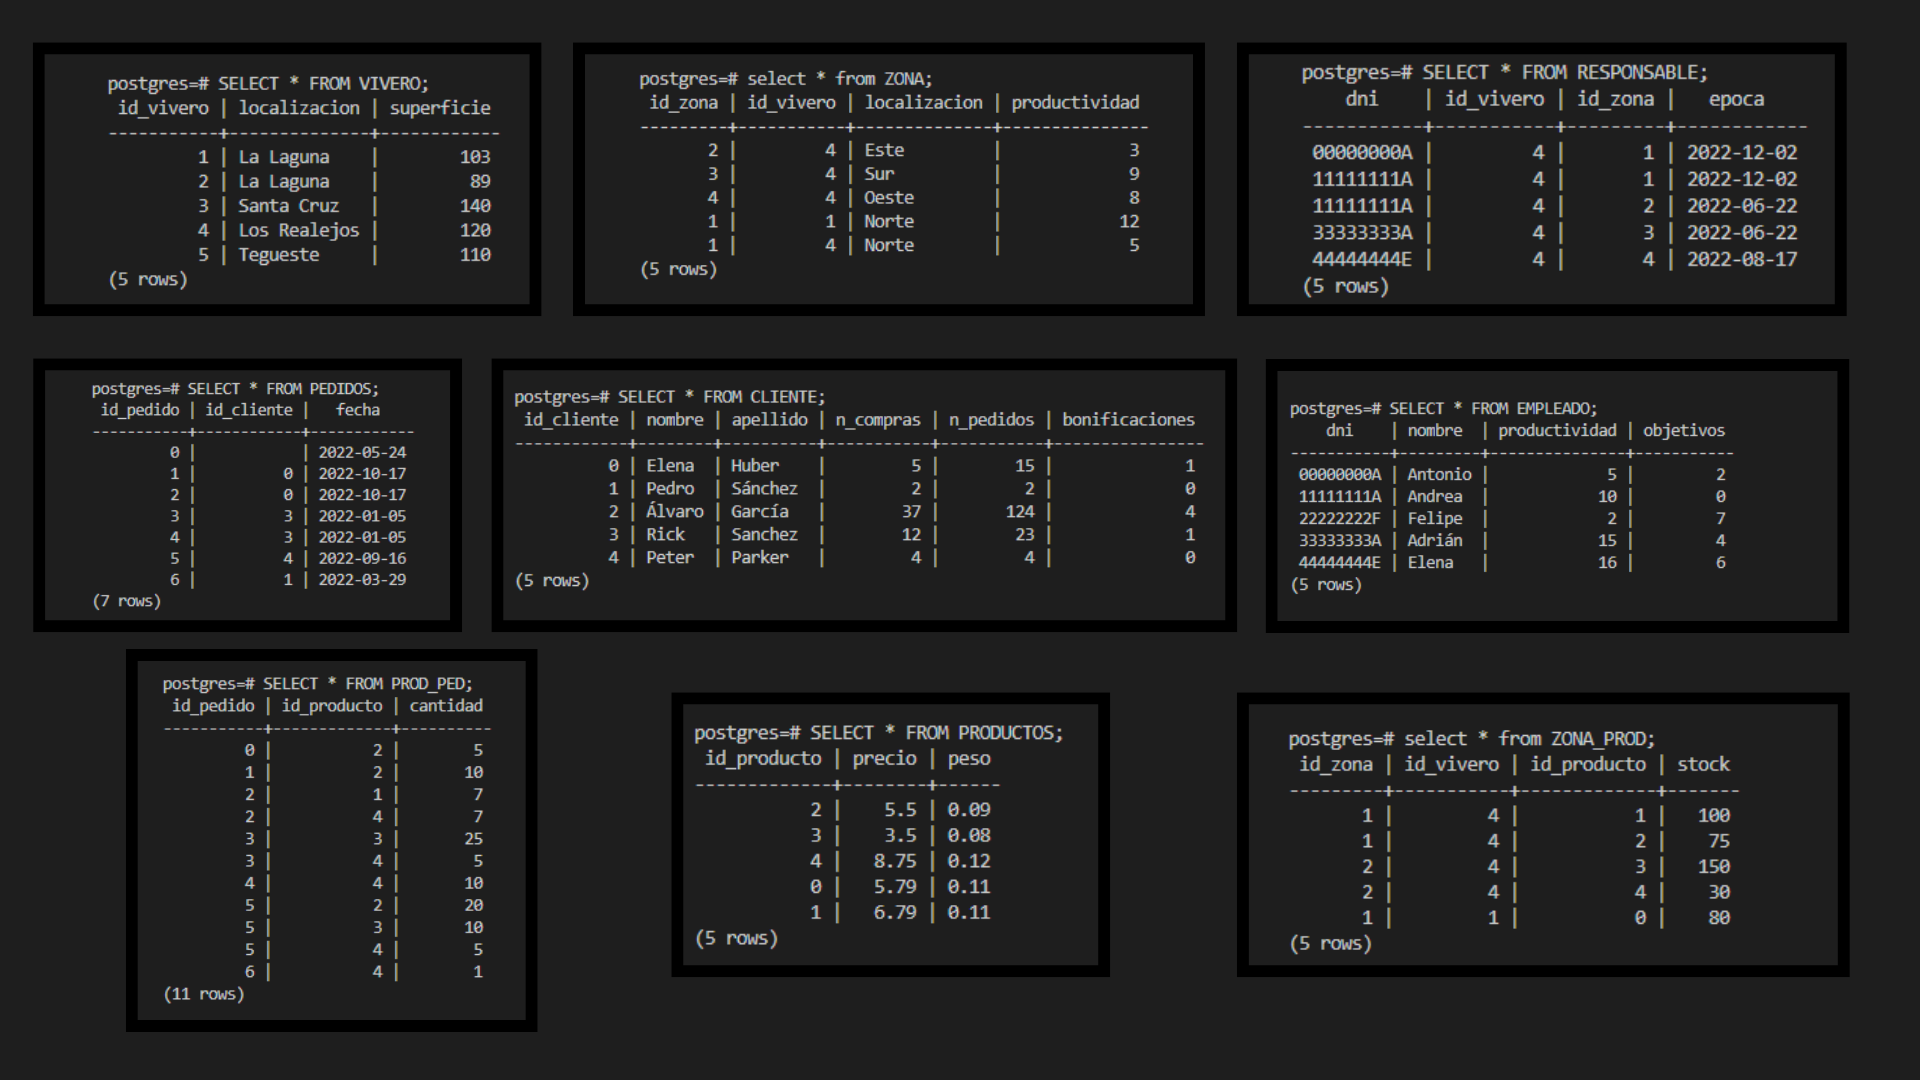 postgres=# SELECT * FROM VIVERO;
id_vivero | localizacion | superficie
-----------+--------------+------------
1 | La Laguna | 103
2 | La Laguna | 89
3 | Santa Cruz | 140
4 | Los Realejos | 120
5 | Tegueste | 110
(5 rows)
postgres=# select * from ZONA;
id_zona | id_vivero | localizacion | productividad
---------+-----------+--------------+---------------
2 | 4 | Este | 3
3 | 4 | Sur | 9
4 | 4 | Oeste | 8
1 | 1 | Norte | 12
1 | 4 | Norte | 5
(5 rows)
postgres=# SELECT * FROM RESPONSABLE;
dni | id_vivero | id_zona | epoca
-----------+-----------+---------+------------
00000000A | 4 | 1 | 2022-12-02
11111111A | 4 | 1 | 2022-12-02
11111111A | 4 | 2 | 2022-06-22
33333333A | 4 | 3 | 2022-06-22
44444444E | 4 | 4 | 2022-08-17
(5 rows)
postgres=# SELECT * FROM PEDIDOS;
id_pedido | id_cliente | fecha
-----------+------------+------------
0 | | 2022-05-24
1 | 0 | 2022-10-17
2 | 0 | 2022-10-17
3 | 3 | 2022-01-05
4 | 3 | 2022-01-05
5 | 4 | 2022-09-16
6 | 1 | 2022-03-29
(7 rows)
postgres=# SELECT * FROM CLIENTE;
id_cliente | nombre | apellido | n_compras | n_pedidos | bonificaciones
------------+--------+----------+-----------+-----------+----------------
0 | Elena | Huber | 5 | 15 | 1
1 | Pedro | Sánchez | 2 | 2 | 0
2 | Álvaro | García | 37 | 124 | 4
3 | Rick | Sanchez | 12 | 23 | 1
4 | Peter | Parker | 4 | 4 | 0
(5 rows)
postgres=# SELECT * FROM EMPLEADO;
dni | nombre | productividad | objetivos
-----------+---------+---------------+-----------
00000000A | Antonio | 5 | 2
11111111A | Andrea | 10 | 0
22222222F | Felipe | 2 | 7
33333333A | Adrián | 15 | 4
44444444E | Elena | 16 | 6
(5 rows)
postgres=# SELECT * FROM PROD_PED;
id_pedido | id_producto | cantidad
-----------+-------------+----------
0 | 2 | 5
1 | 2 | 10
2 | 1 | 7
2 | 4 | 7
3 | 3 | 25
3 | 4 | 5
4 | 4 | 10
5 | 2 | 20
5 | 3 | 10
5 | 4 | 5
6 | 4 | 1
(11 rows)
postgres=# SELECT * FROM PRODUCTOS;
id_producto | precio | peso
-------------+--------+------
2 | 5.5 | 0.09
3 | 3.5 | 0.08
4 | 8.75 | 0.12
0 | 5.79 | 0.11
1 | 6.79 | 0.11
(5 rows)
postgres=# select * from ZONA_PROD;
id_zona | id_vivero | id_producto | stock
---------+-----------+-------------+-------
1 | 4 | 1 | 100
1 | 4 | 2 | 75
2 | 4 | 3 | 150
2 | 4 | 4 | 30
1 | 1 | 0 | 80
(5 rows)